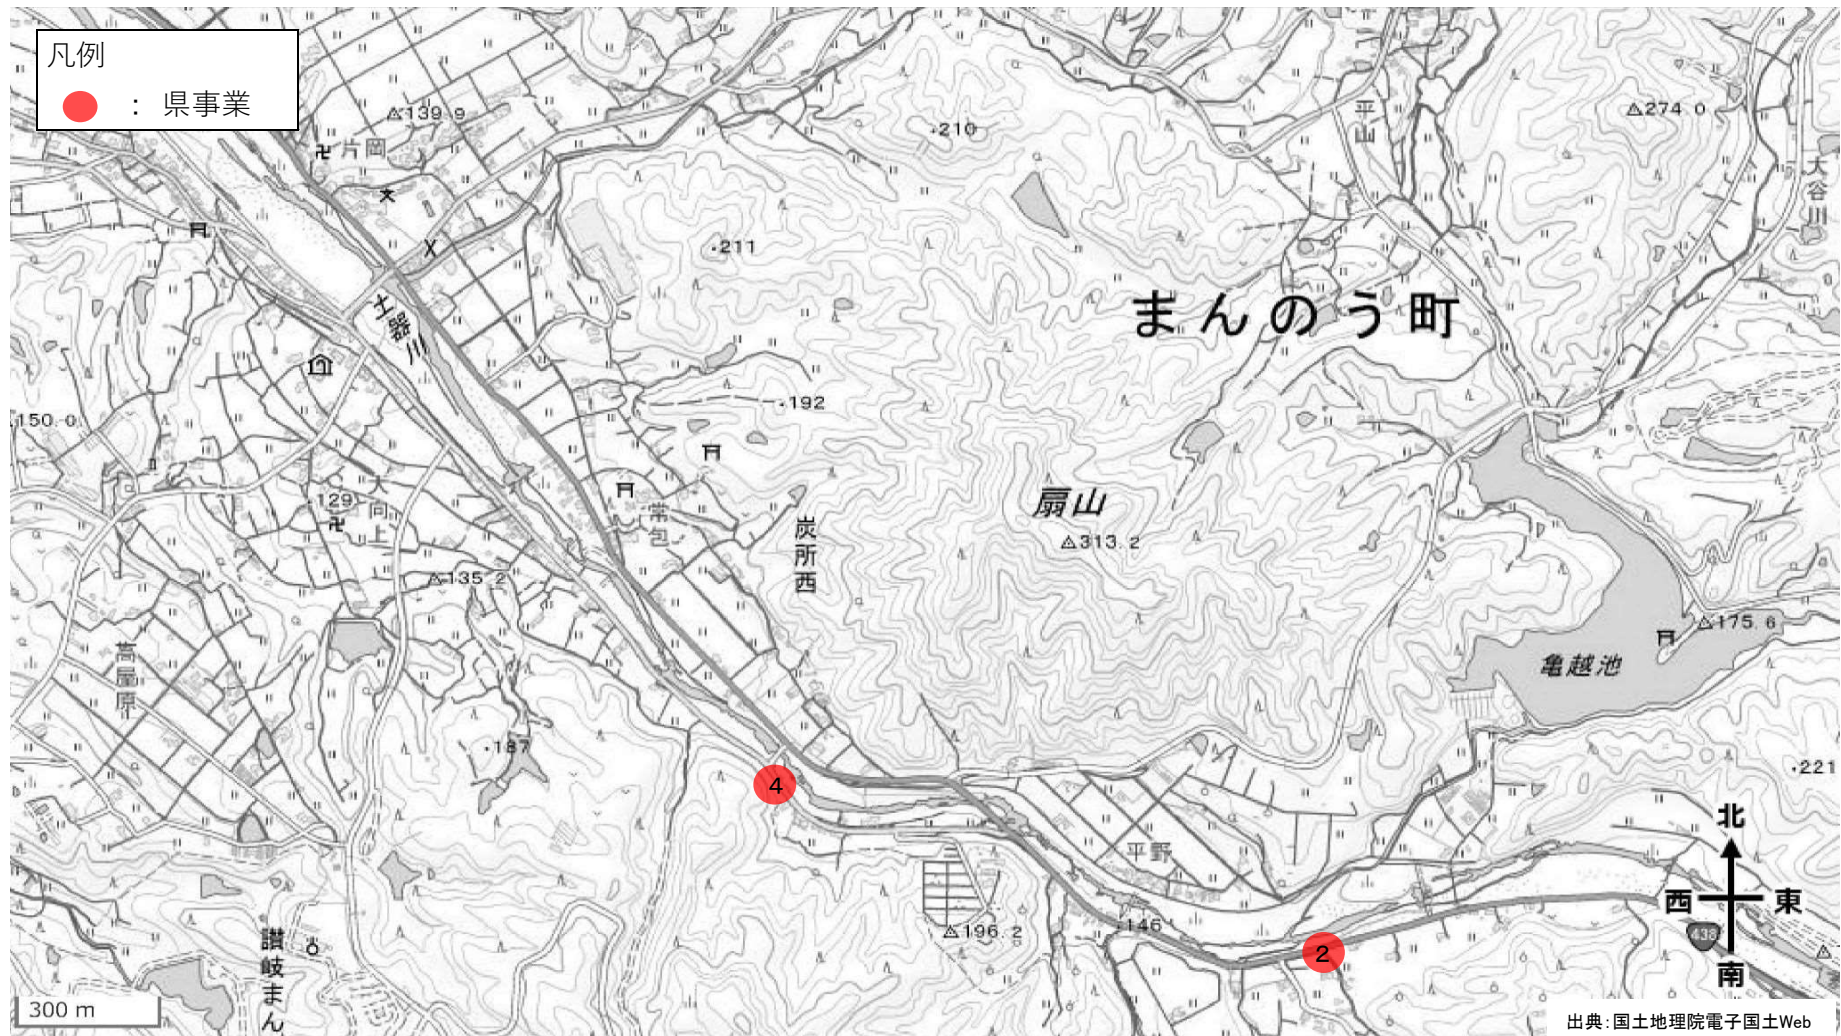 凡例
： 県事業
139.9
片岡
210
平山
274.0
大谷川
211
土器川
まんのう町
192
150.0
129
向上
常包
炭所西
扇山
313.2
135.2
高屋原
175.6
亀越池
187
221
4
平野
146
196.2
2
讃岐まん
北
西
東
南
438
300 m
出典：国土地理院電子国土Web